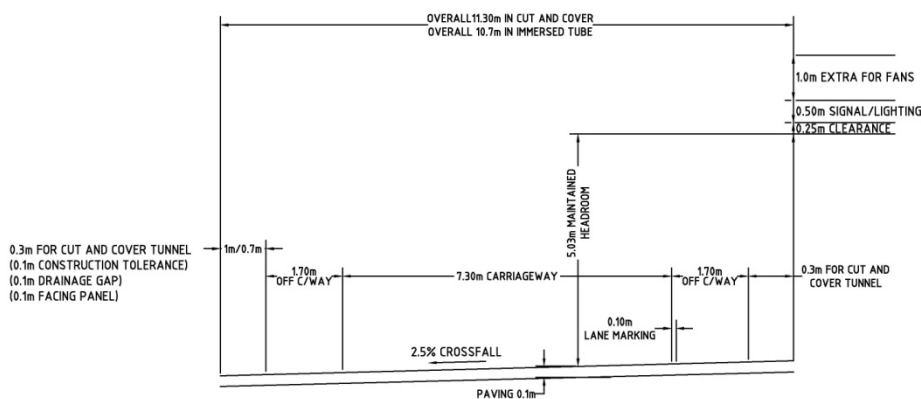 OVERALL11.30m IN CUT AND COVER
OVERALL 10.7m IN IMMERSED TUBE
1.0m EXTRA FOR FANS
0.50m SIGNAL/LIGHTING
0.25m CLEARANCE
5.03m MAINTAINED
HEADROOM
0.3m FOR CUT AND COVER TUNNEL
(0.1m CONSTRUCTION TOLERANCE)
(0.1m DRAINAGE GAP)
(0.1m FACING PANEL)
1m/0.7m
1.70m
OFF C/WAY
7.30m CARRIAGEWAY
1.70m
OFF C/WAY
0.3m FOR CUT AND
COVER TUNNEL
0.10m
LANE MARKING
2.5% CROSSFALL
PAVING 0.1m